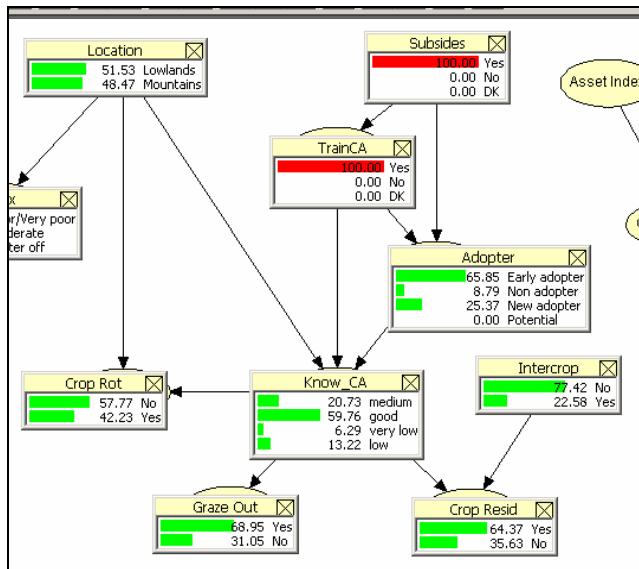 Location
51.53 Lowlands
48.47 Mountains
Subsides
100.00 Yes
0.00 No
0.00 DK
Asset Index
TrainCA
100.00 Yes
0.00 No
0.00 DK
x
or/Very poor
derate
ter off
Adopter
65.85 Early adopter
8.79 Non adopter
25.37 New adopter
0.00 Potential
Crop Rot
57.77 No
42.23 Yes
Know_CA
20.73 medium
59.76 good
6.29 very low
13.22 low
Intercrop
77.42 No
22.58 Yes
Graze Out
68.95 Yes
31.05 No
Crop Resid
64.37 Yes
35.63 No